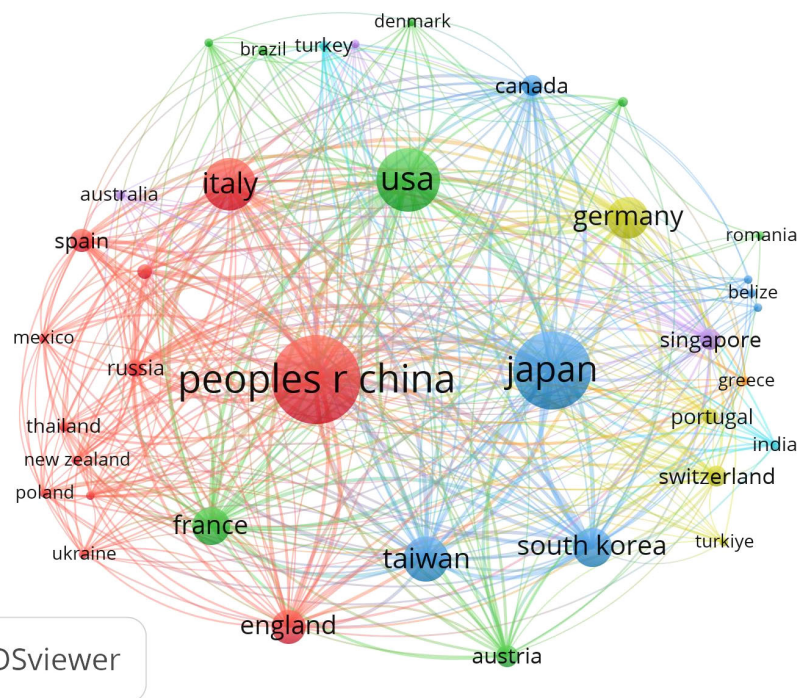 denmark
brazil
turkey
canada
italy
usa
australia
germany
spain
romania
belize
mexico
singapore
russia
peoples r china
japan
greece
portugal
thailand
india
new zealand
switzerland
poland
france
turkiye
south korea
ukraine
taiwan
england
austria
OSviewer